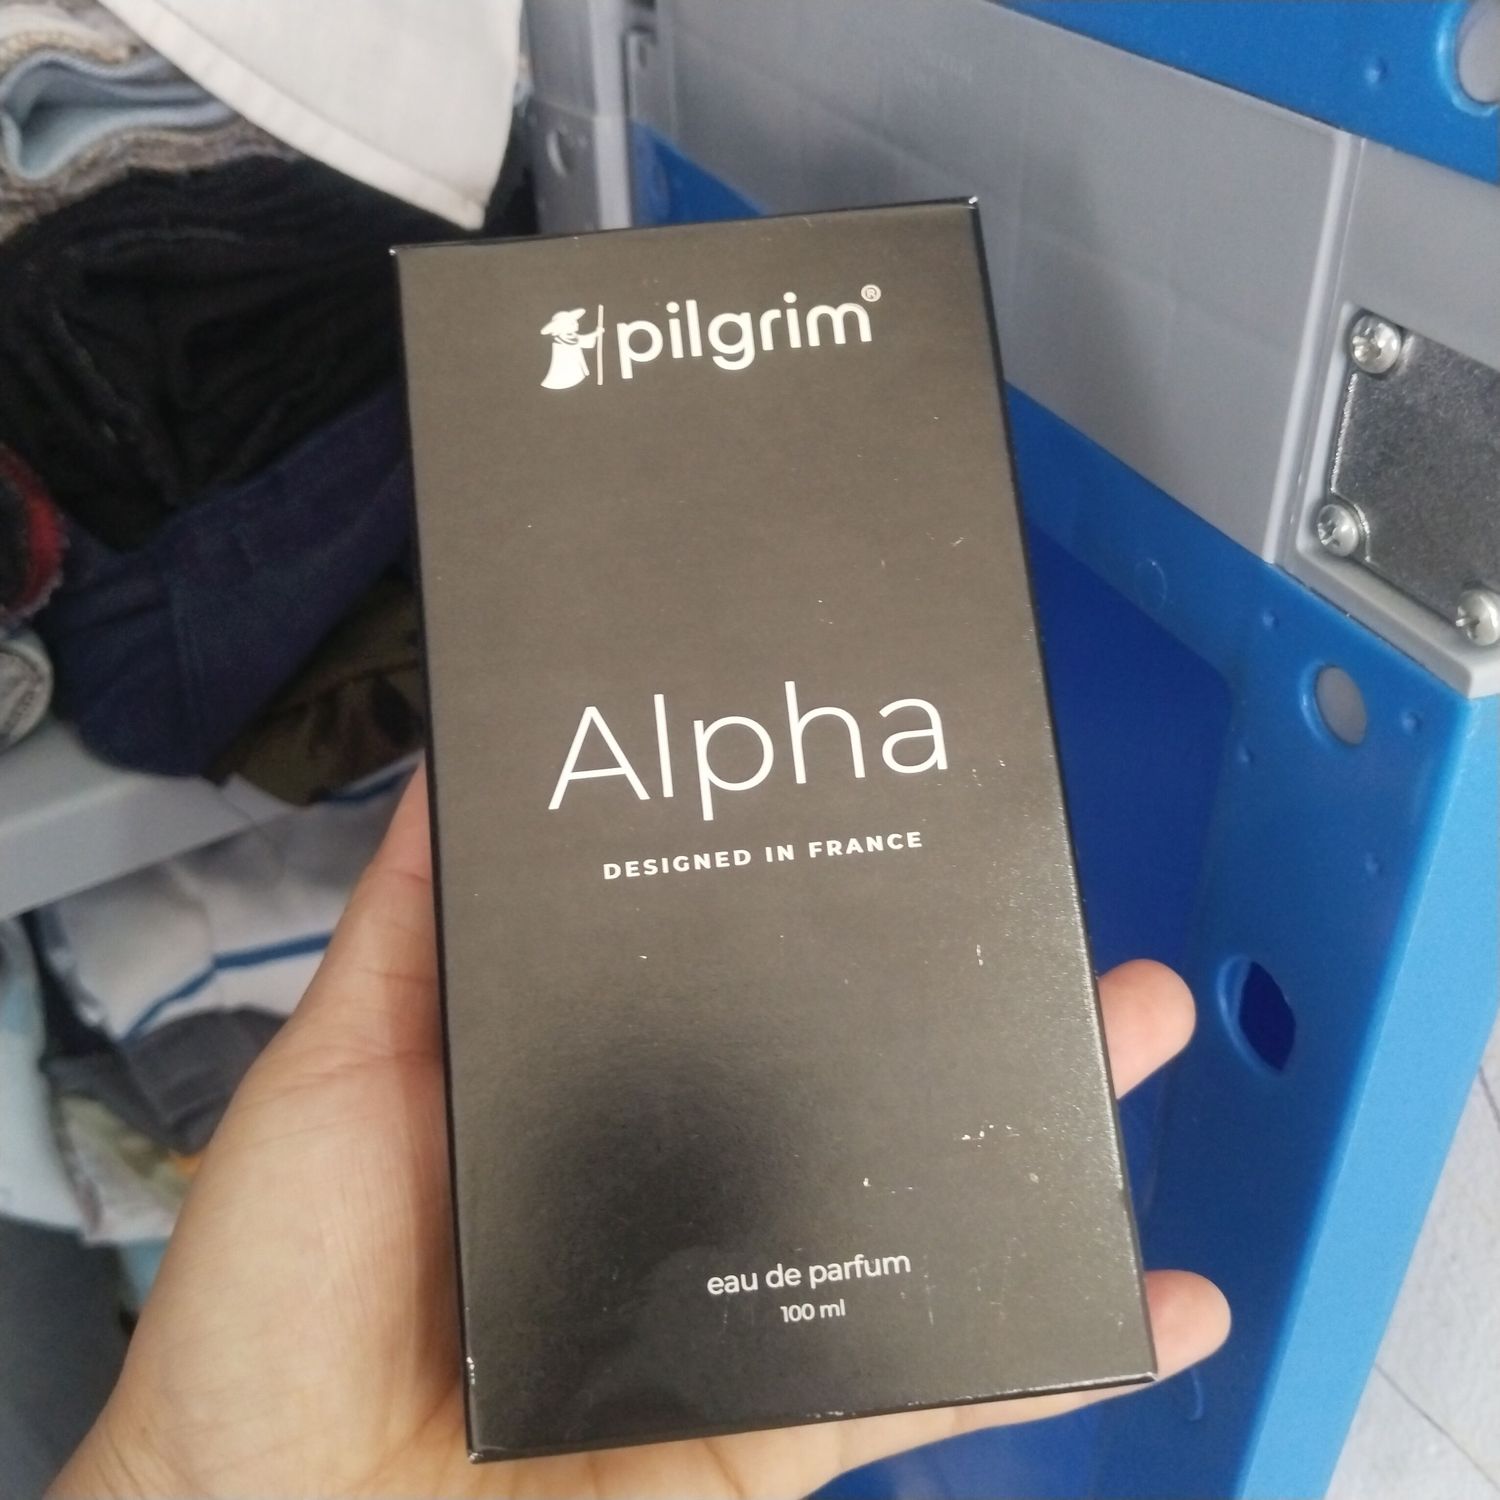 pilgrim®
Alpha
DESIGNED IN FRANCE
eau de parfum
100 ml